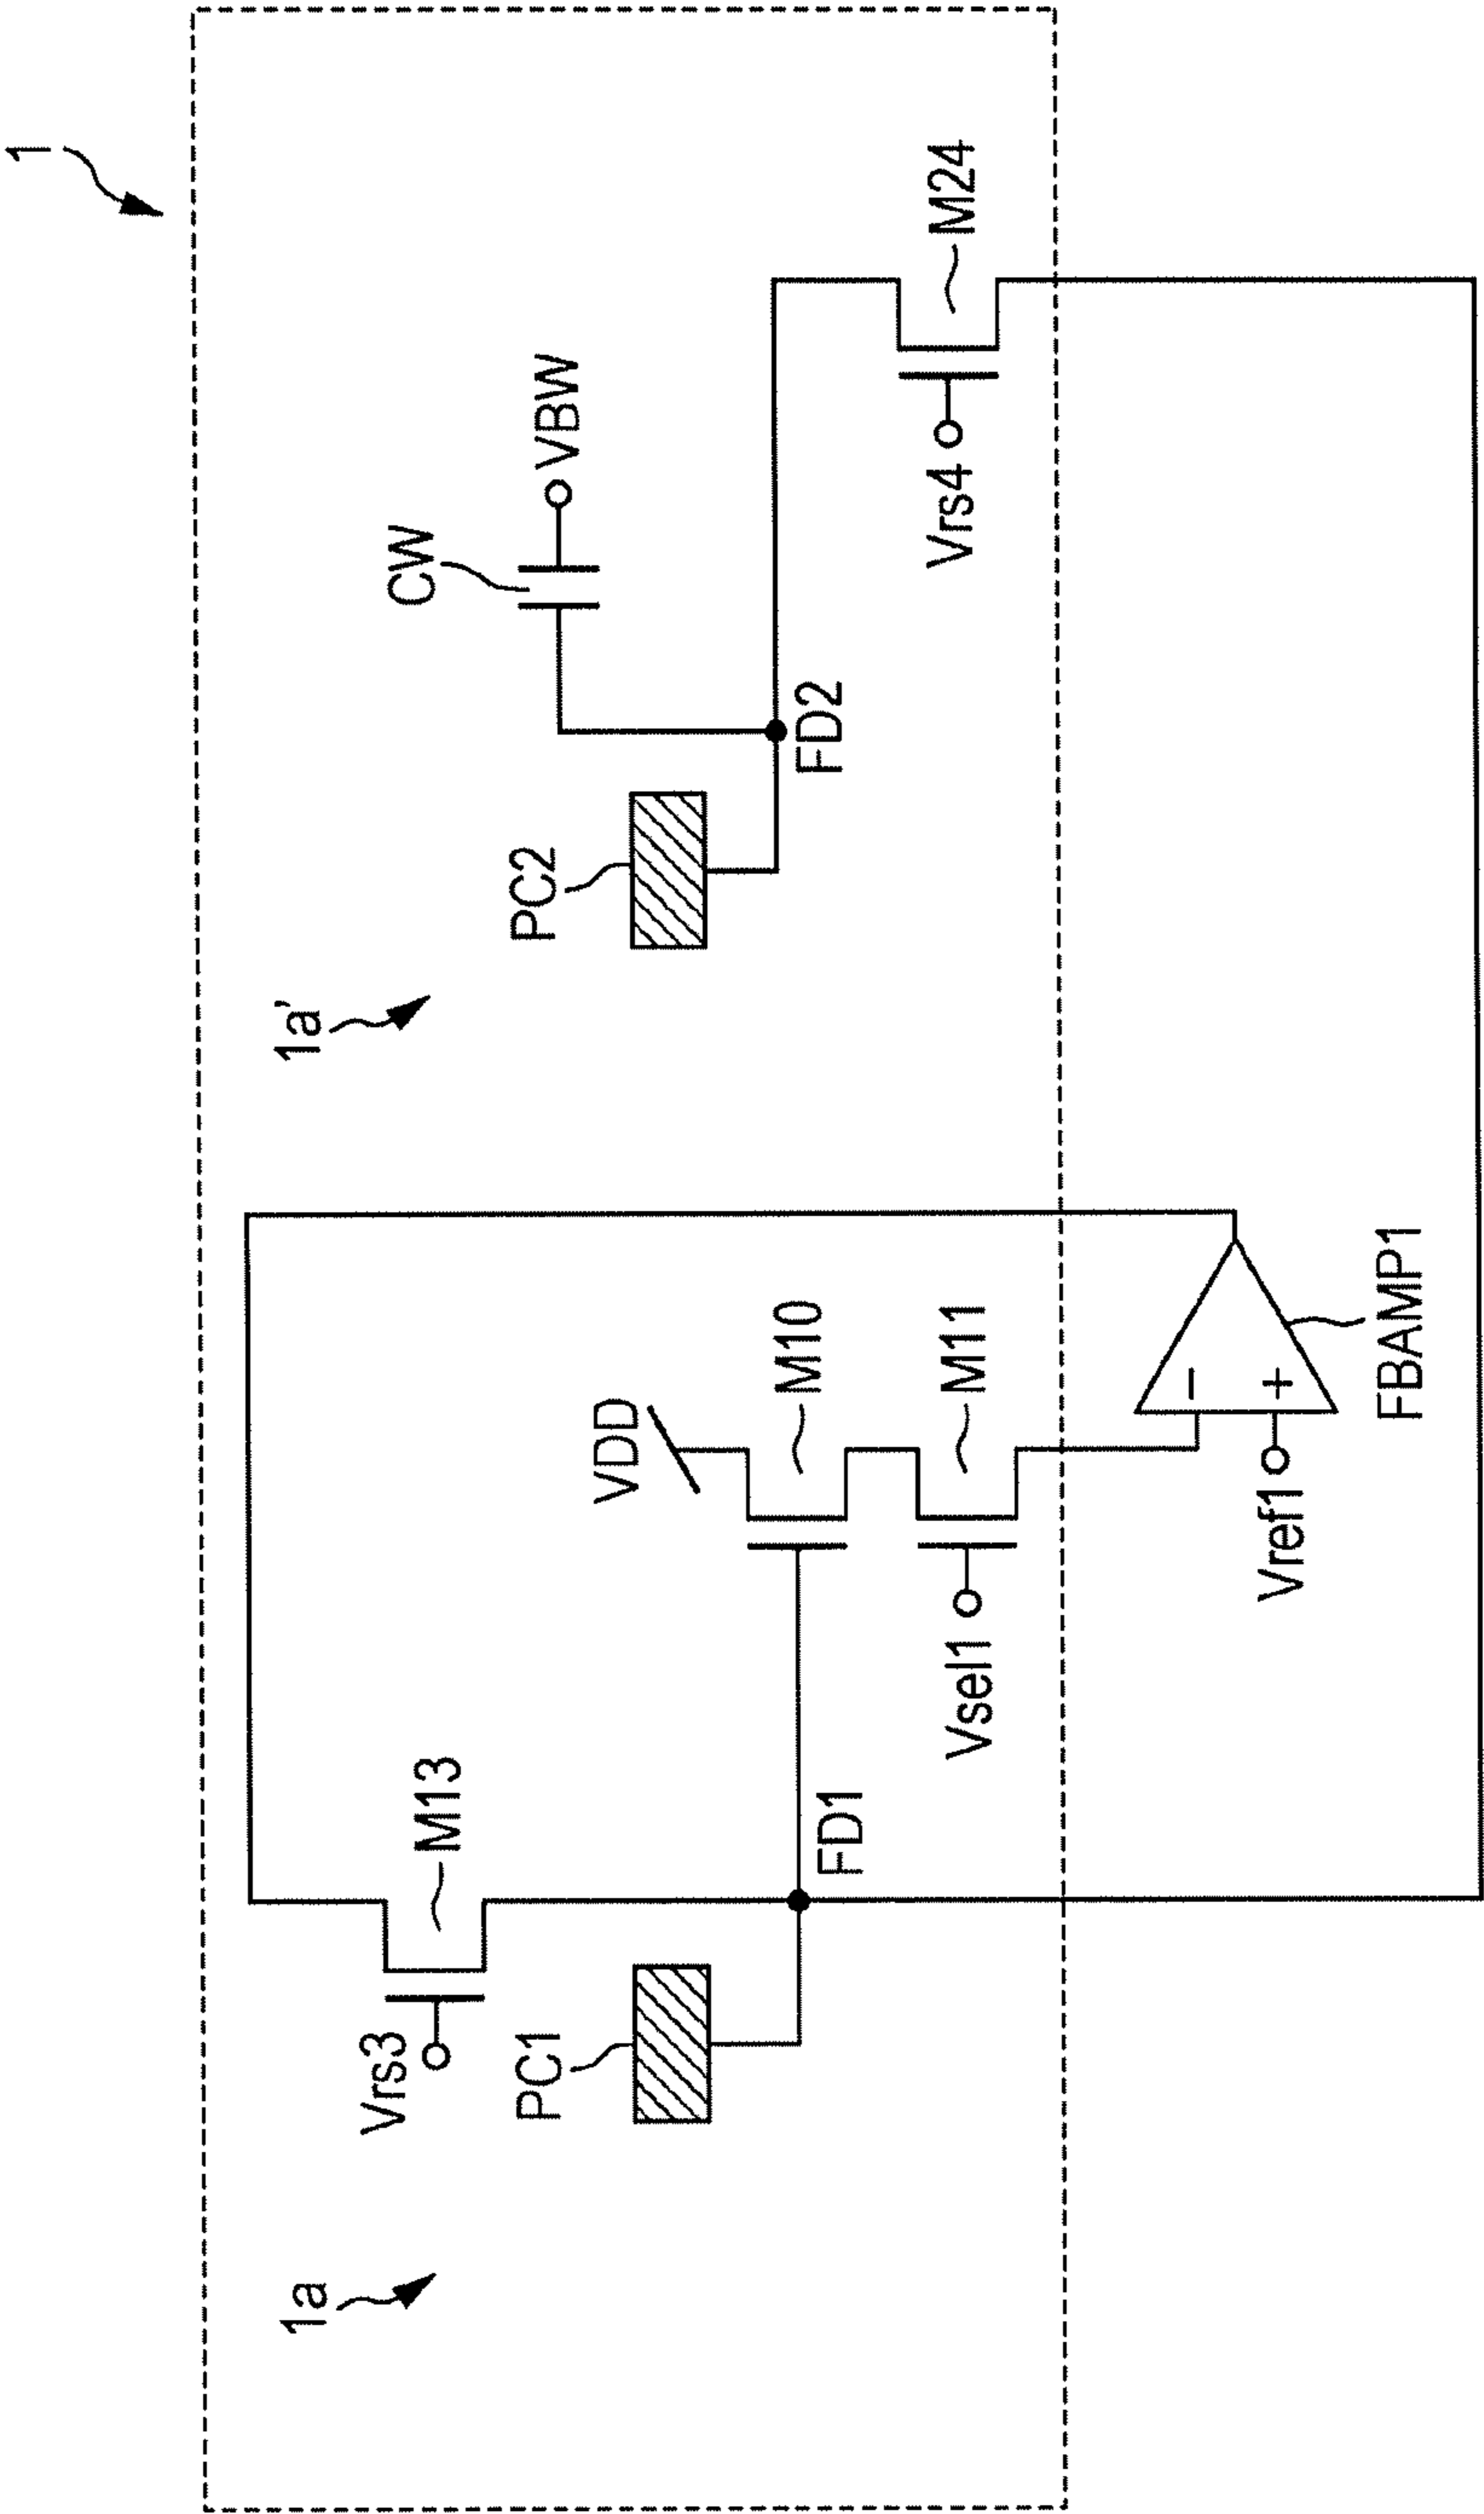 1
1a
1a'
Vrs3
M13
PC1
FD1
VDD
M10
M11
Vsel1
Vref1
−
+
FBAMP1
PC2
CW
VBW
FD2
Vrs4
M24